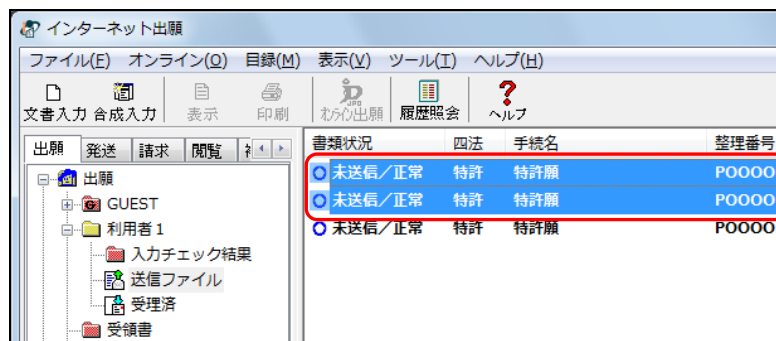 インターネット出願
ファイル(F) オンライン(O) 目録(M) 表示(V) ツール(T) ヘルプ(H)
文書入力 合成入力 表示 印刷 オンライン出願 履歴照会 ヘルプ
出願 発送 請求 閲覧
書類状況 四法 手続名 整理番号
未送信/正常 特許 特許願 P0000
未送信/正常 特許 特許願 P0000
未送信/正常 特許 特許願 P0000
出願
GUEST
利用者1
入力チェック結果
送信ファイル
受理済
受領書